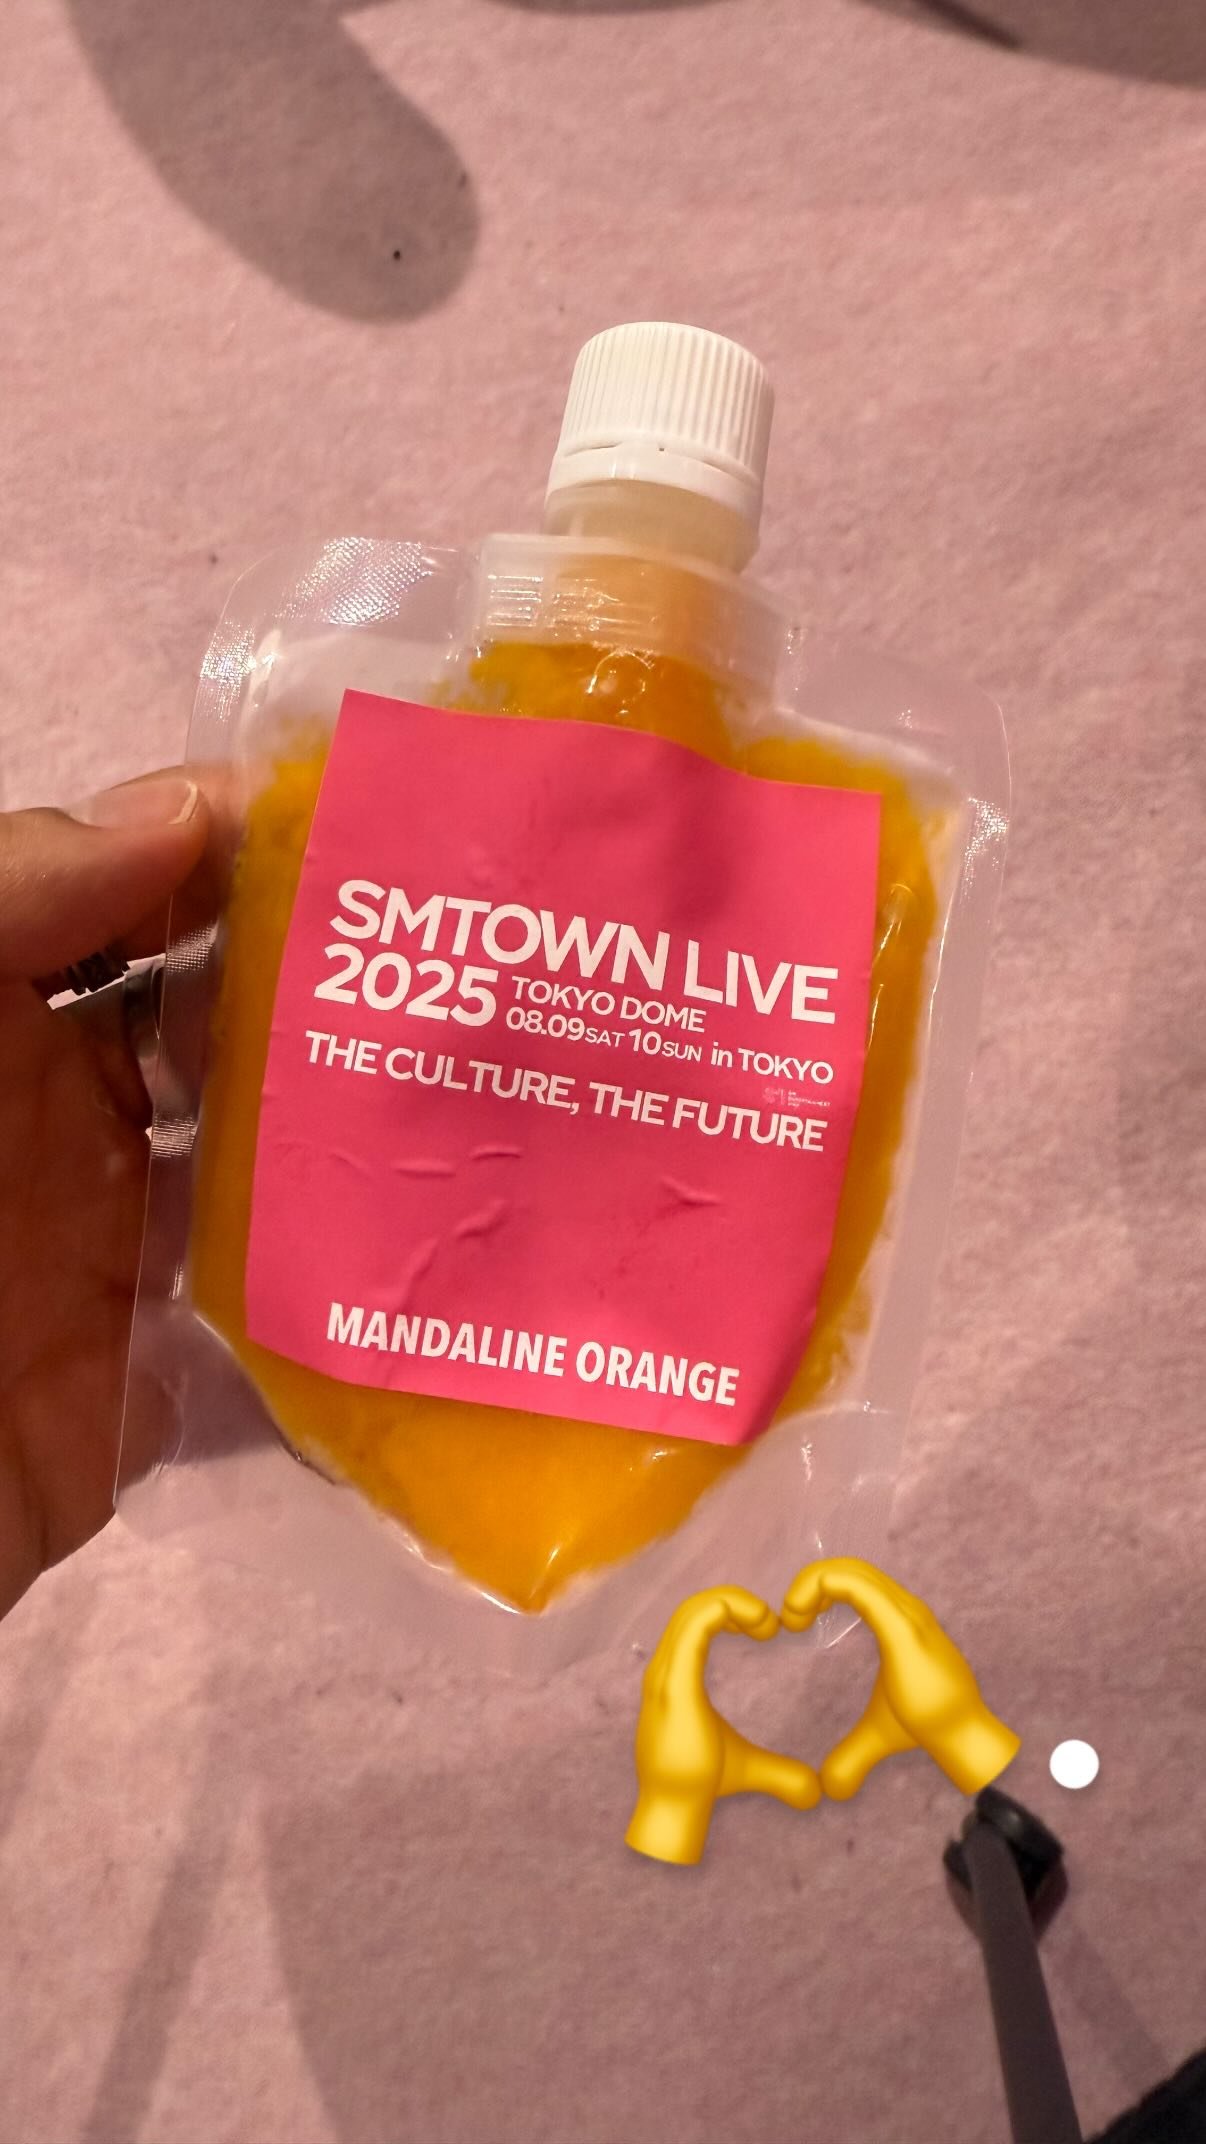 SMTOWN LIVE
2025 TOKYO DOME
08.09SAT 10SUN in TOKYO
THE CULTURE, THE FUTURE
MANDALINE ORANGE